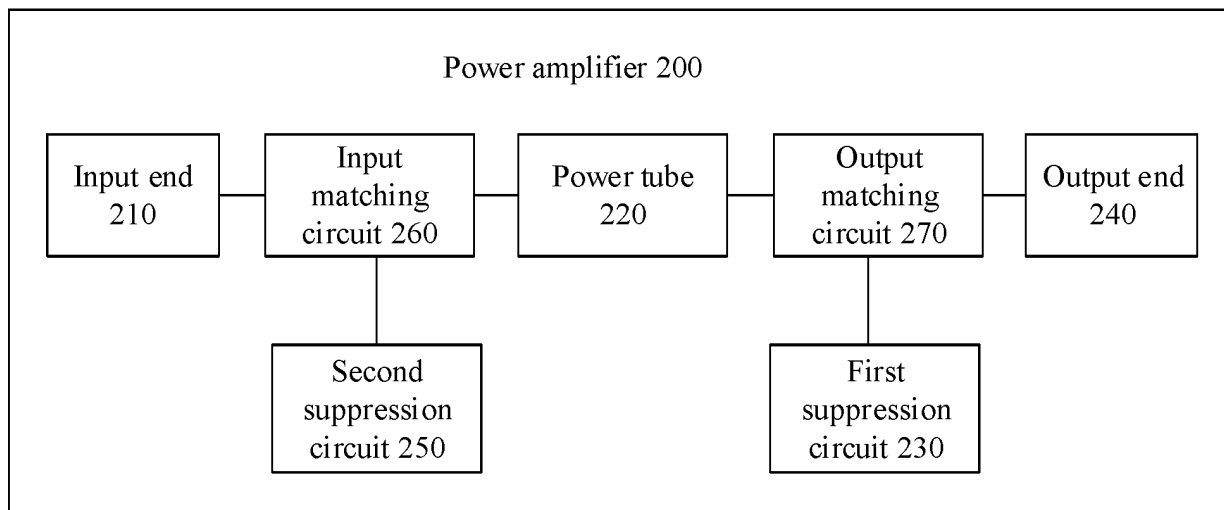 Power amplifier 200
Input end
210
Input
matching
circuit 260
Power tube
220
Output
matching
circuit 270
Output end
240
Second
suppression
circuit 250
First
suppression
circuit 230